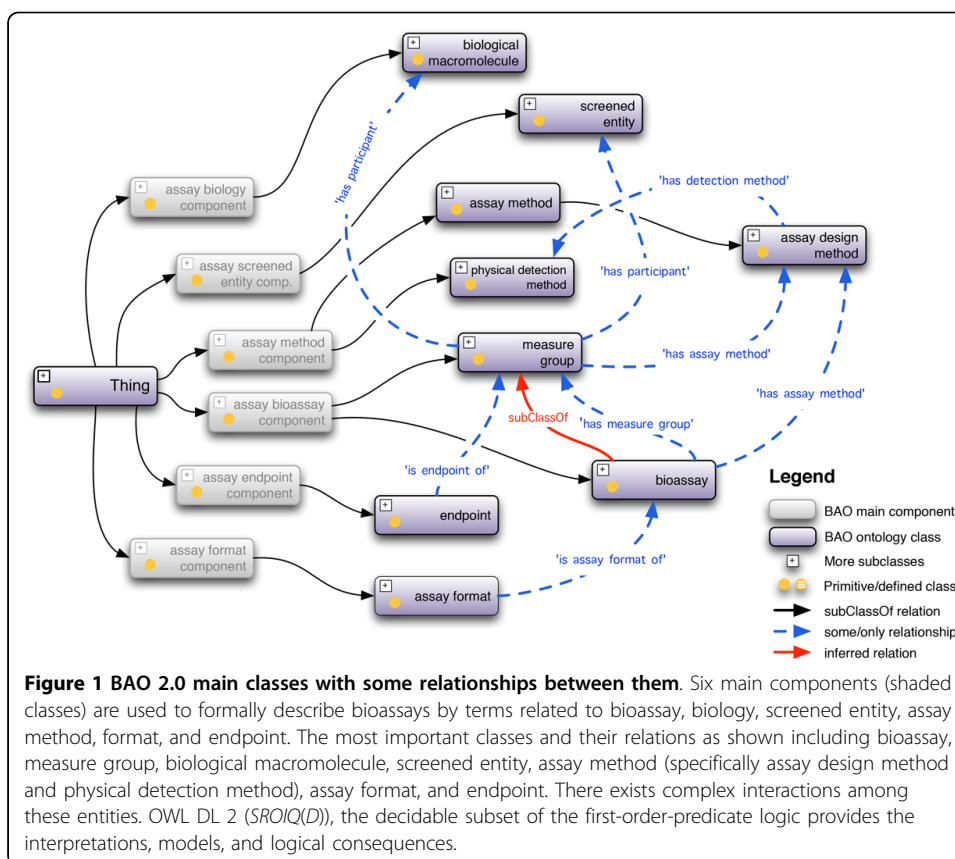 biological
macromolecule
screened
entity
'has participant'
'has detection method'
assay biology
component
assay method
assay design
method
assay screened
entity comp.
physical detection
method
'has participant'
assay method
component
measure
group
'has assay method'
Thing
assay bioassay
component
subClassOf
'has measure group'
'has assay method'
'is endpoint of'
assay endpoint
component
bioassay
endpoint
assay format
component
'is assay format of'
assay format
Legend
BAO main component
BAO ontology class
More subclasses
Primitive/defined class
subClassOf relation
some/only relationship
inferred relation
Figure 1 BAO 2.0 main classes with some relationships between them. Six main components (shaded
classes) are used to formally describe bioassays by terms related to bioassay, biology, screened entity, assay
method, format, and endpoint. The most important classes and their relations as shown including bioassay,
measure group, biological macromolecule, screened entity, assay method (specifically assay design method
and physical detection method), assay format, and endpoint. There exists complex interactions among
these entities. OWL DL 2 (SROIQ(D)), the decidable subset of the first-order-predicate logic provides the
interpretations, models, and logical consequences.